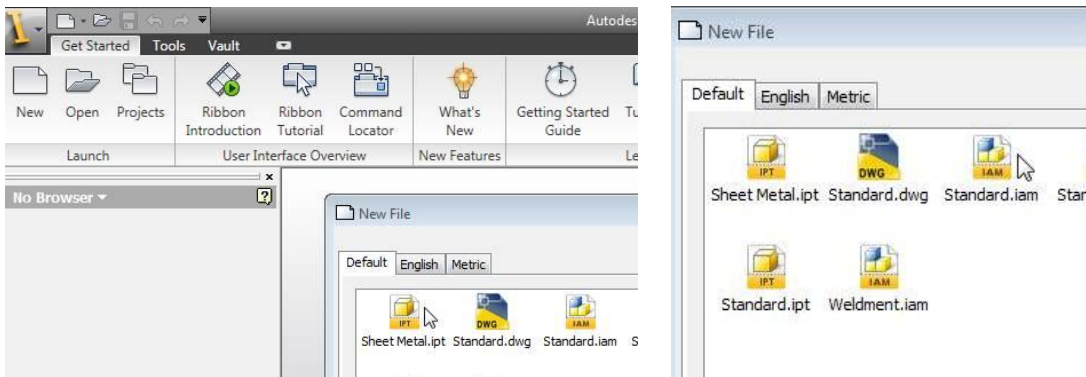 Autodes
Get Started Tools Vault
New Open Projects Ribbon Introduction Ribbon Tutorial Command Locator What's New Getting Started Guide Tu
Launch User Interface Overview New Features Le
No Browser
New File
Default English Metric
IPT DWG IAM
Sheet Metal.ipt Standard.dwg Standard.iam S
New File
Default English Metric
IPT DWG IAM
Sheet Metal.ipt Standard.dwg Standard.iam Star
IPT IAM
Standard.ipt Weldment.iam